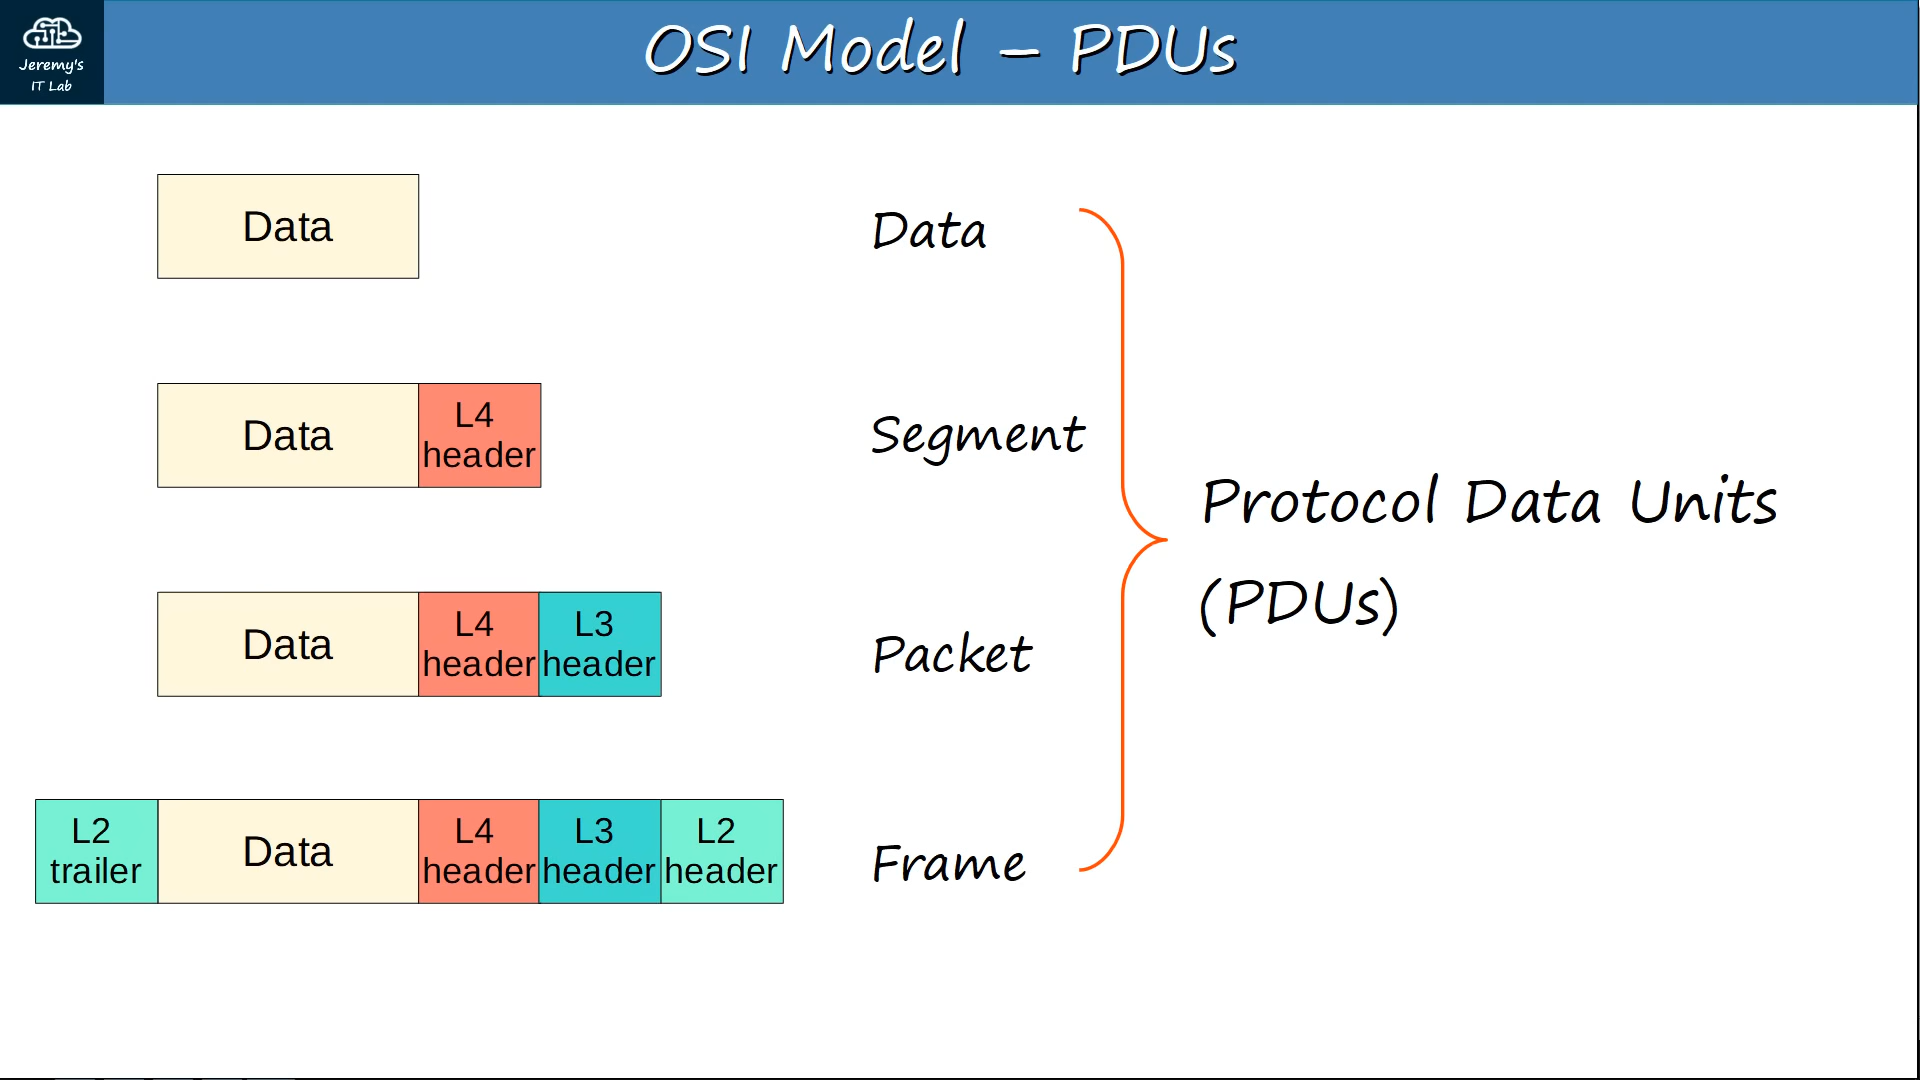 Jeremy's
IT Lab
OSI Model – PDUs
Data
Data
Data
L4
header
Segment
Protocol Data Units
(PDUs)
Data
L4
header
L3
header
Packet
L2
trailer
Data
L4
header
L3
header
L2
header
Frame